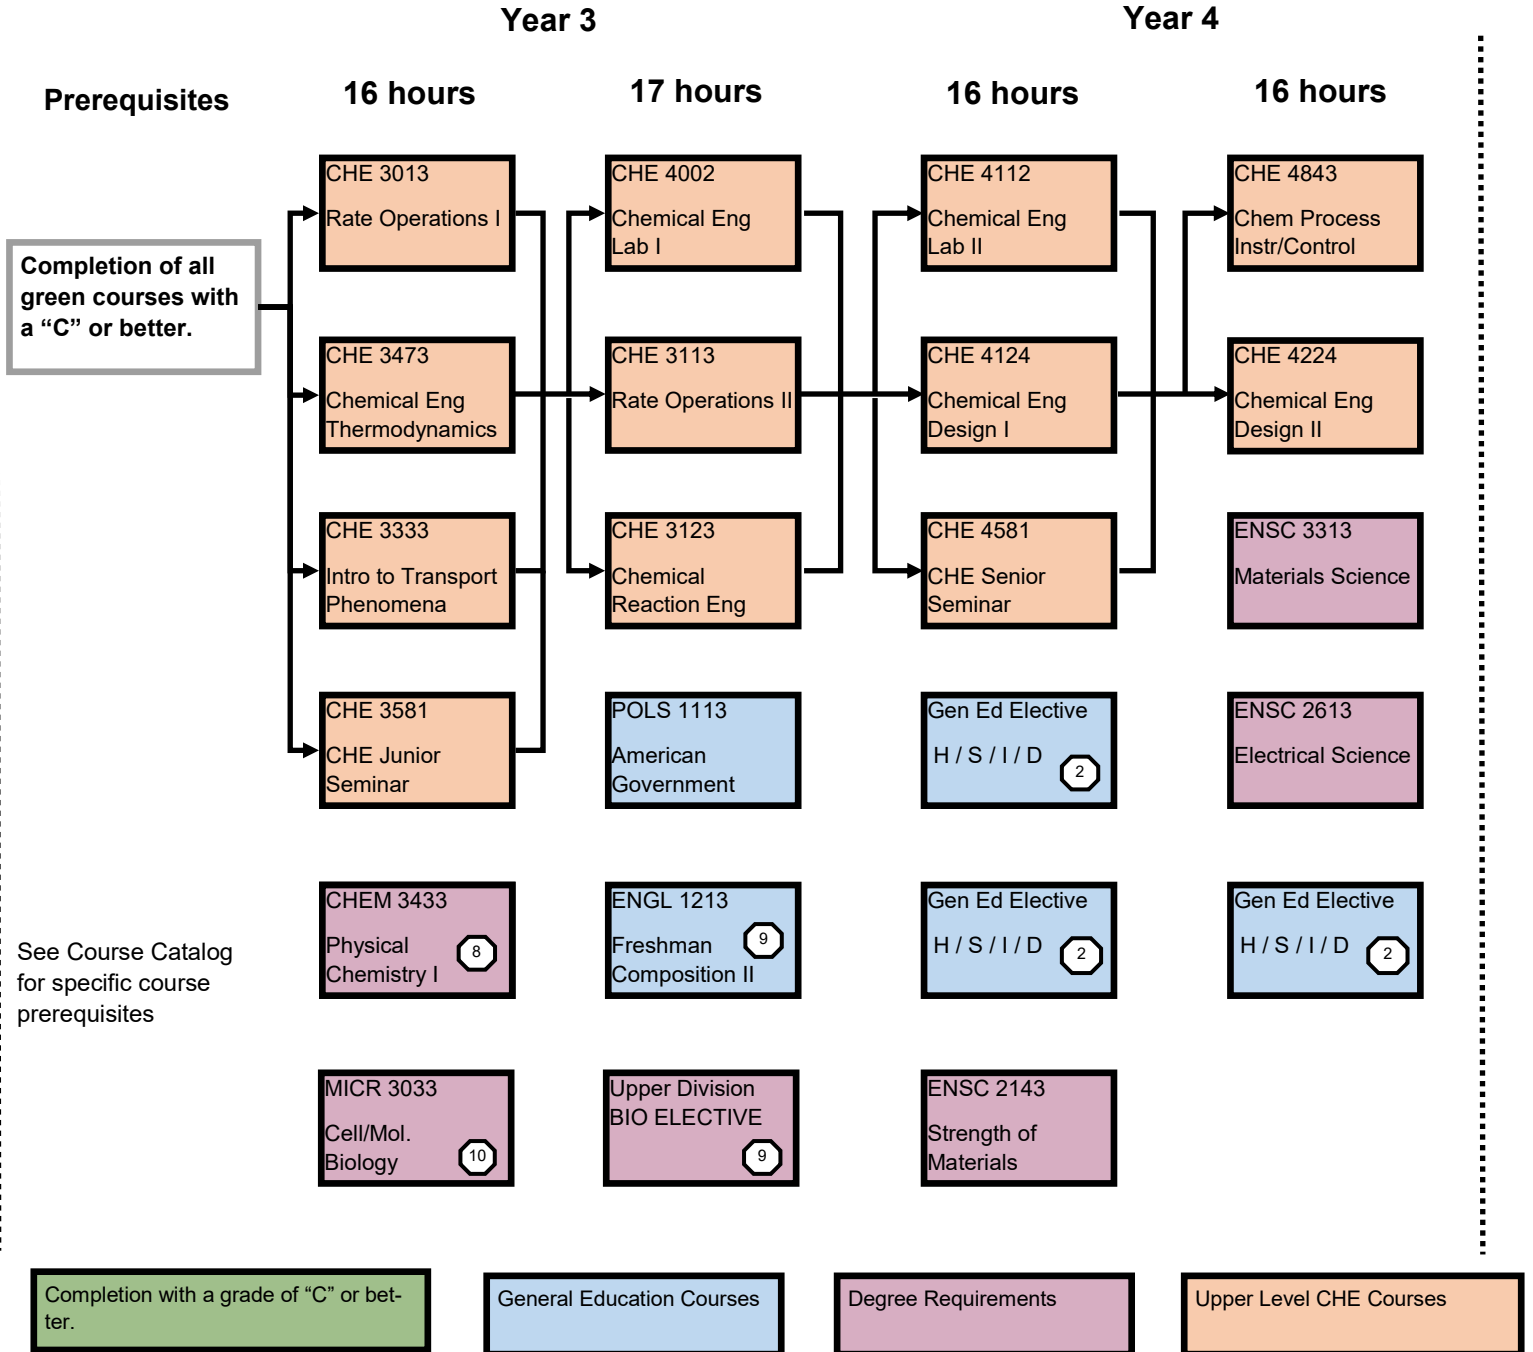 Year 3
Year 4
Prerequisites
16 hours
17 hours
16 hours
16 hours
Completion of all
green courses with
a “C” or better.
CHE 3013
Rate Operations I
CHE 4002
Chemical Eng
Lab I
CHE 4112
Chemical Eng
Lab II
CHE 4843
Chem Process
Instr/Control
CHE 3473
Chemical Eng
Thermodynamics
CHE 3113
Rate Operations II
CHE 4124
Chemical Eng
Design I
CHE 4224
Chemical Eng
Design II
CHE 3333
Intro to Transport
Phenomena
CHE 3123
Chemical
Reaction Eng
CHE 4581
CHE Senior
Seminar
ENSC 3313
Materials Science
CHE 3581
CHE Junior
Seminar
POLS 1113
American
Government
Gen Ed Elective
H / S / I / D
2
ENSC 2613
Electrical Science
See Course Catalog
for specific course
prerequisites
CHEM 3433
Physical
Chemistry I
8
ENGL 1213
Freshman
Composition II
9
Gen Ed Elective
H / S / I / D
2
Gen Ed Elective
H / S / I / D
2
MICR 3033
Cell/Mol.
Biology
10
Upper Division
BIO ELECTIVE
9
ENSC 2143
Strength of
Materials
Completion with a grade of “C” or bet-
ter.
General Education Courses
Degree Requirements
Upper Level CHE Courses